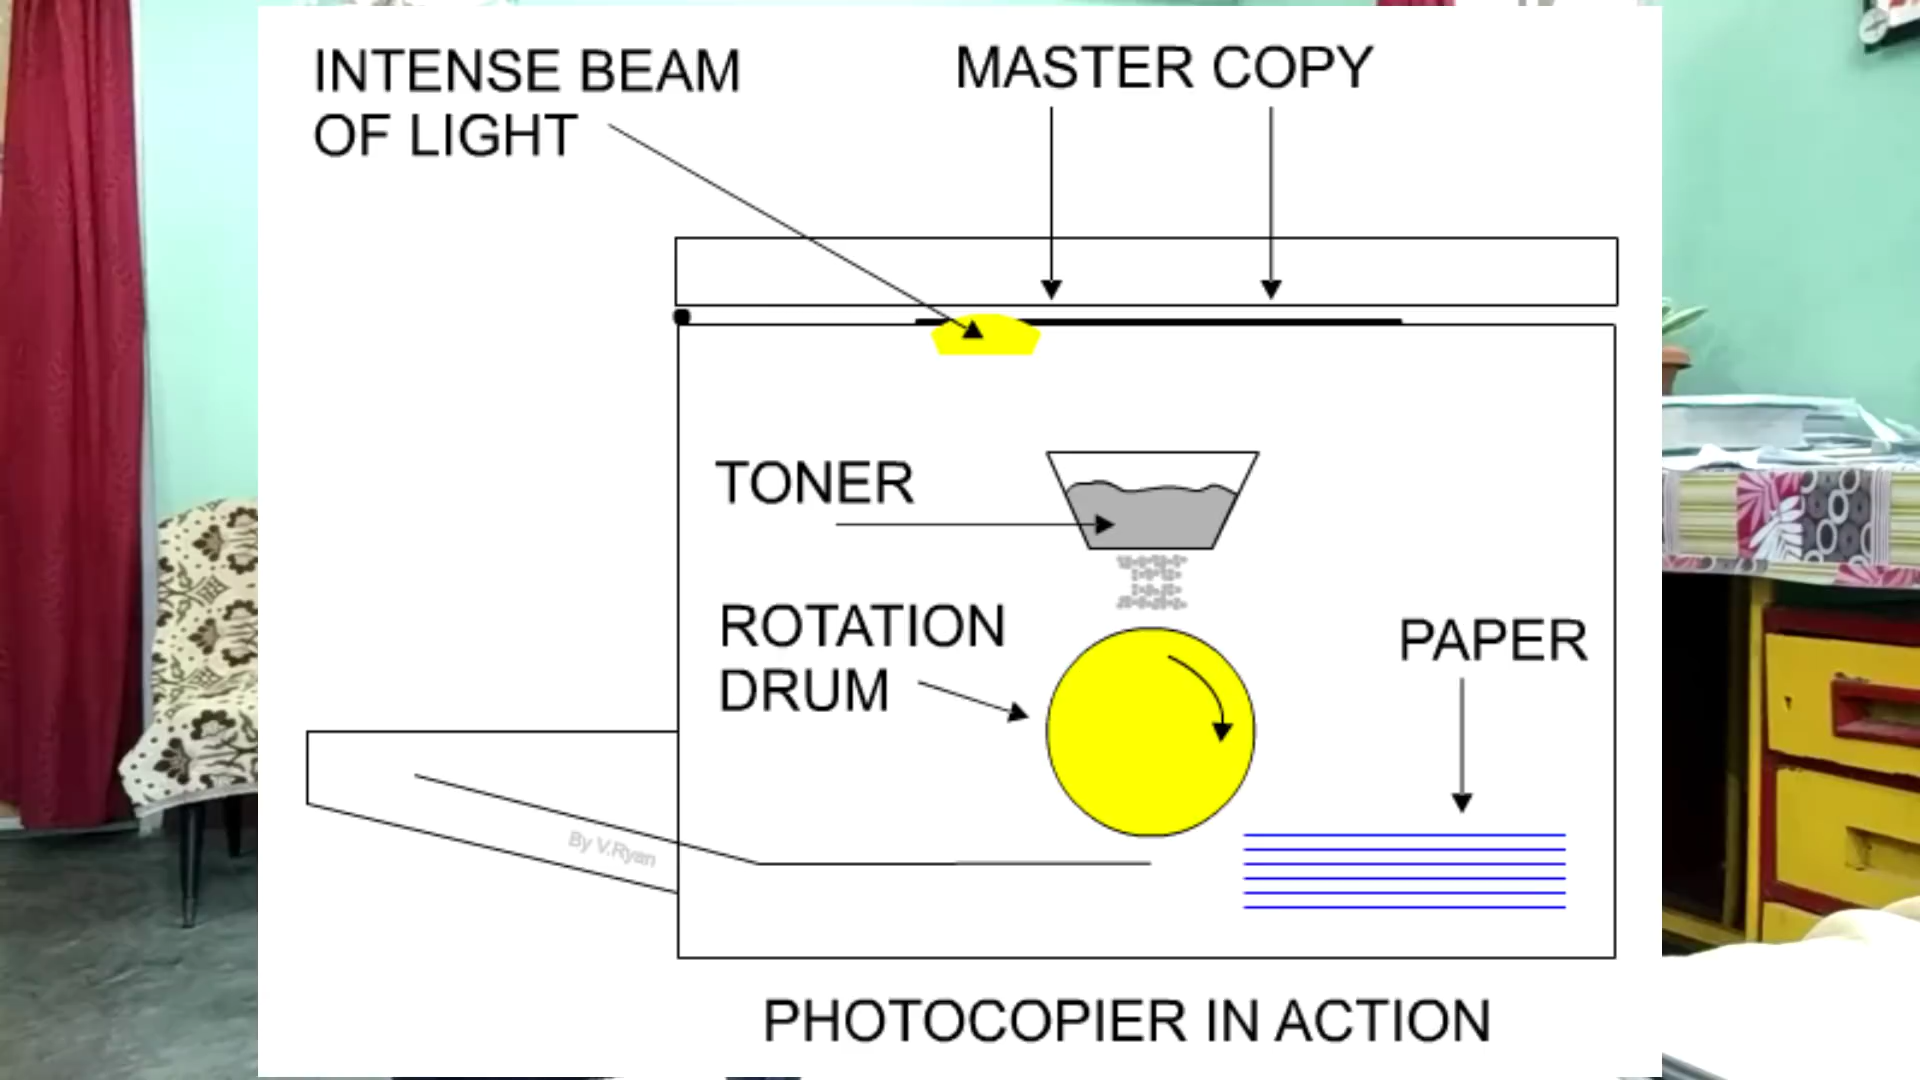 INTENSE BEAM
OF LIGHT
MASTER COPY
TONER
ROTATION
DRUM
PAPER
By V.Ryan
PHOTOCOPIER IN ACTION